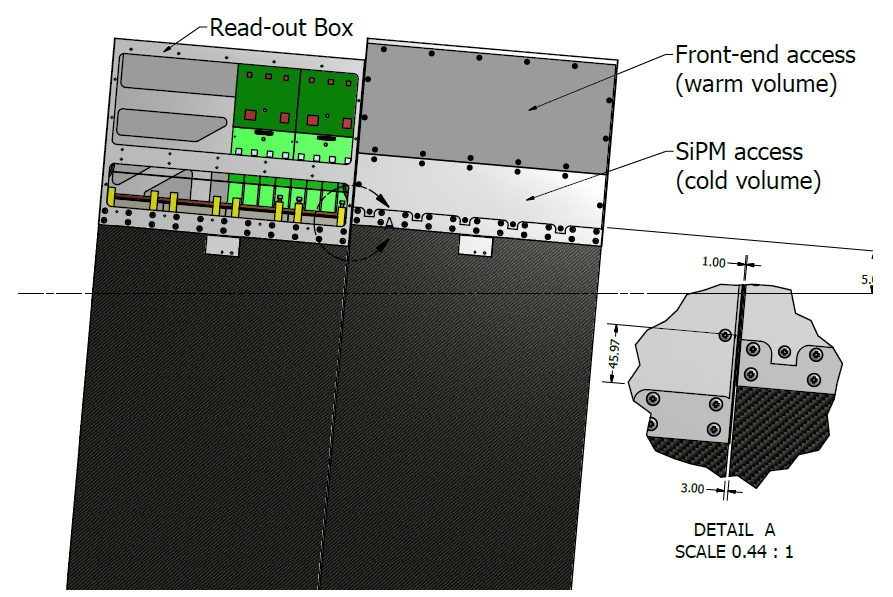 Read-out Box
Front-end access
(warm volume)
SiPM access
(cold volume)
A
1.00
45.97
3.00
DETAIL A
SCALE 0.44 : 1